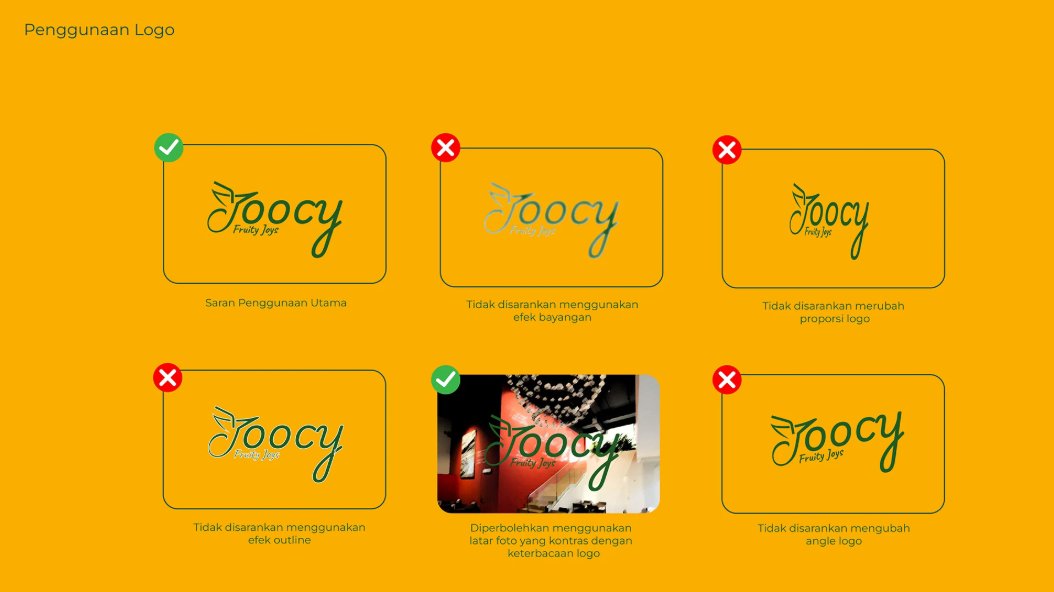 Penggunaan Logo
Joocy
Fruity Joys
Saran Penggunaan Utama
Joocy
Fruity Joys
Tidak disarankan menggunakan
efek bayangan
Joocy
Fruity Joys
Tidak disarankan merubah
proporsi logo
Joocy
Fruity Joys
Tidak disarankan menggunakan
efek outline
Joocy
Fruity Joys
Diperbolehkan menggunakan
latar foto yang kontras dengan
keterbacaan logo
Joocy
Fruity Joys
Tidak disarankan mengubah
angle logo